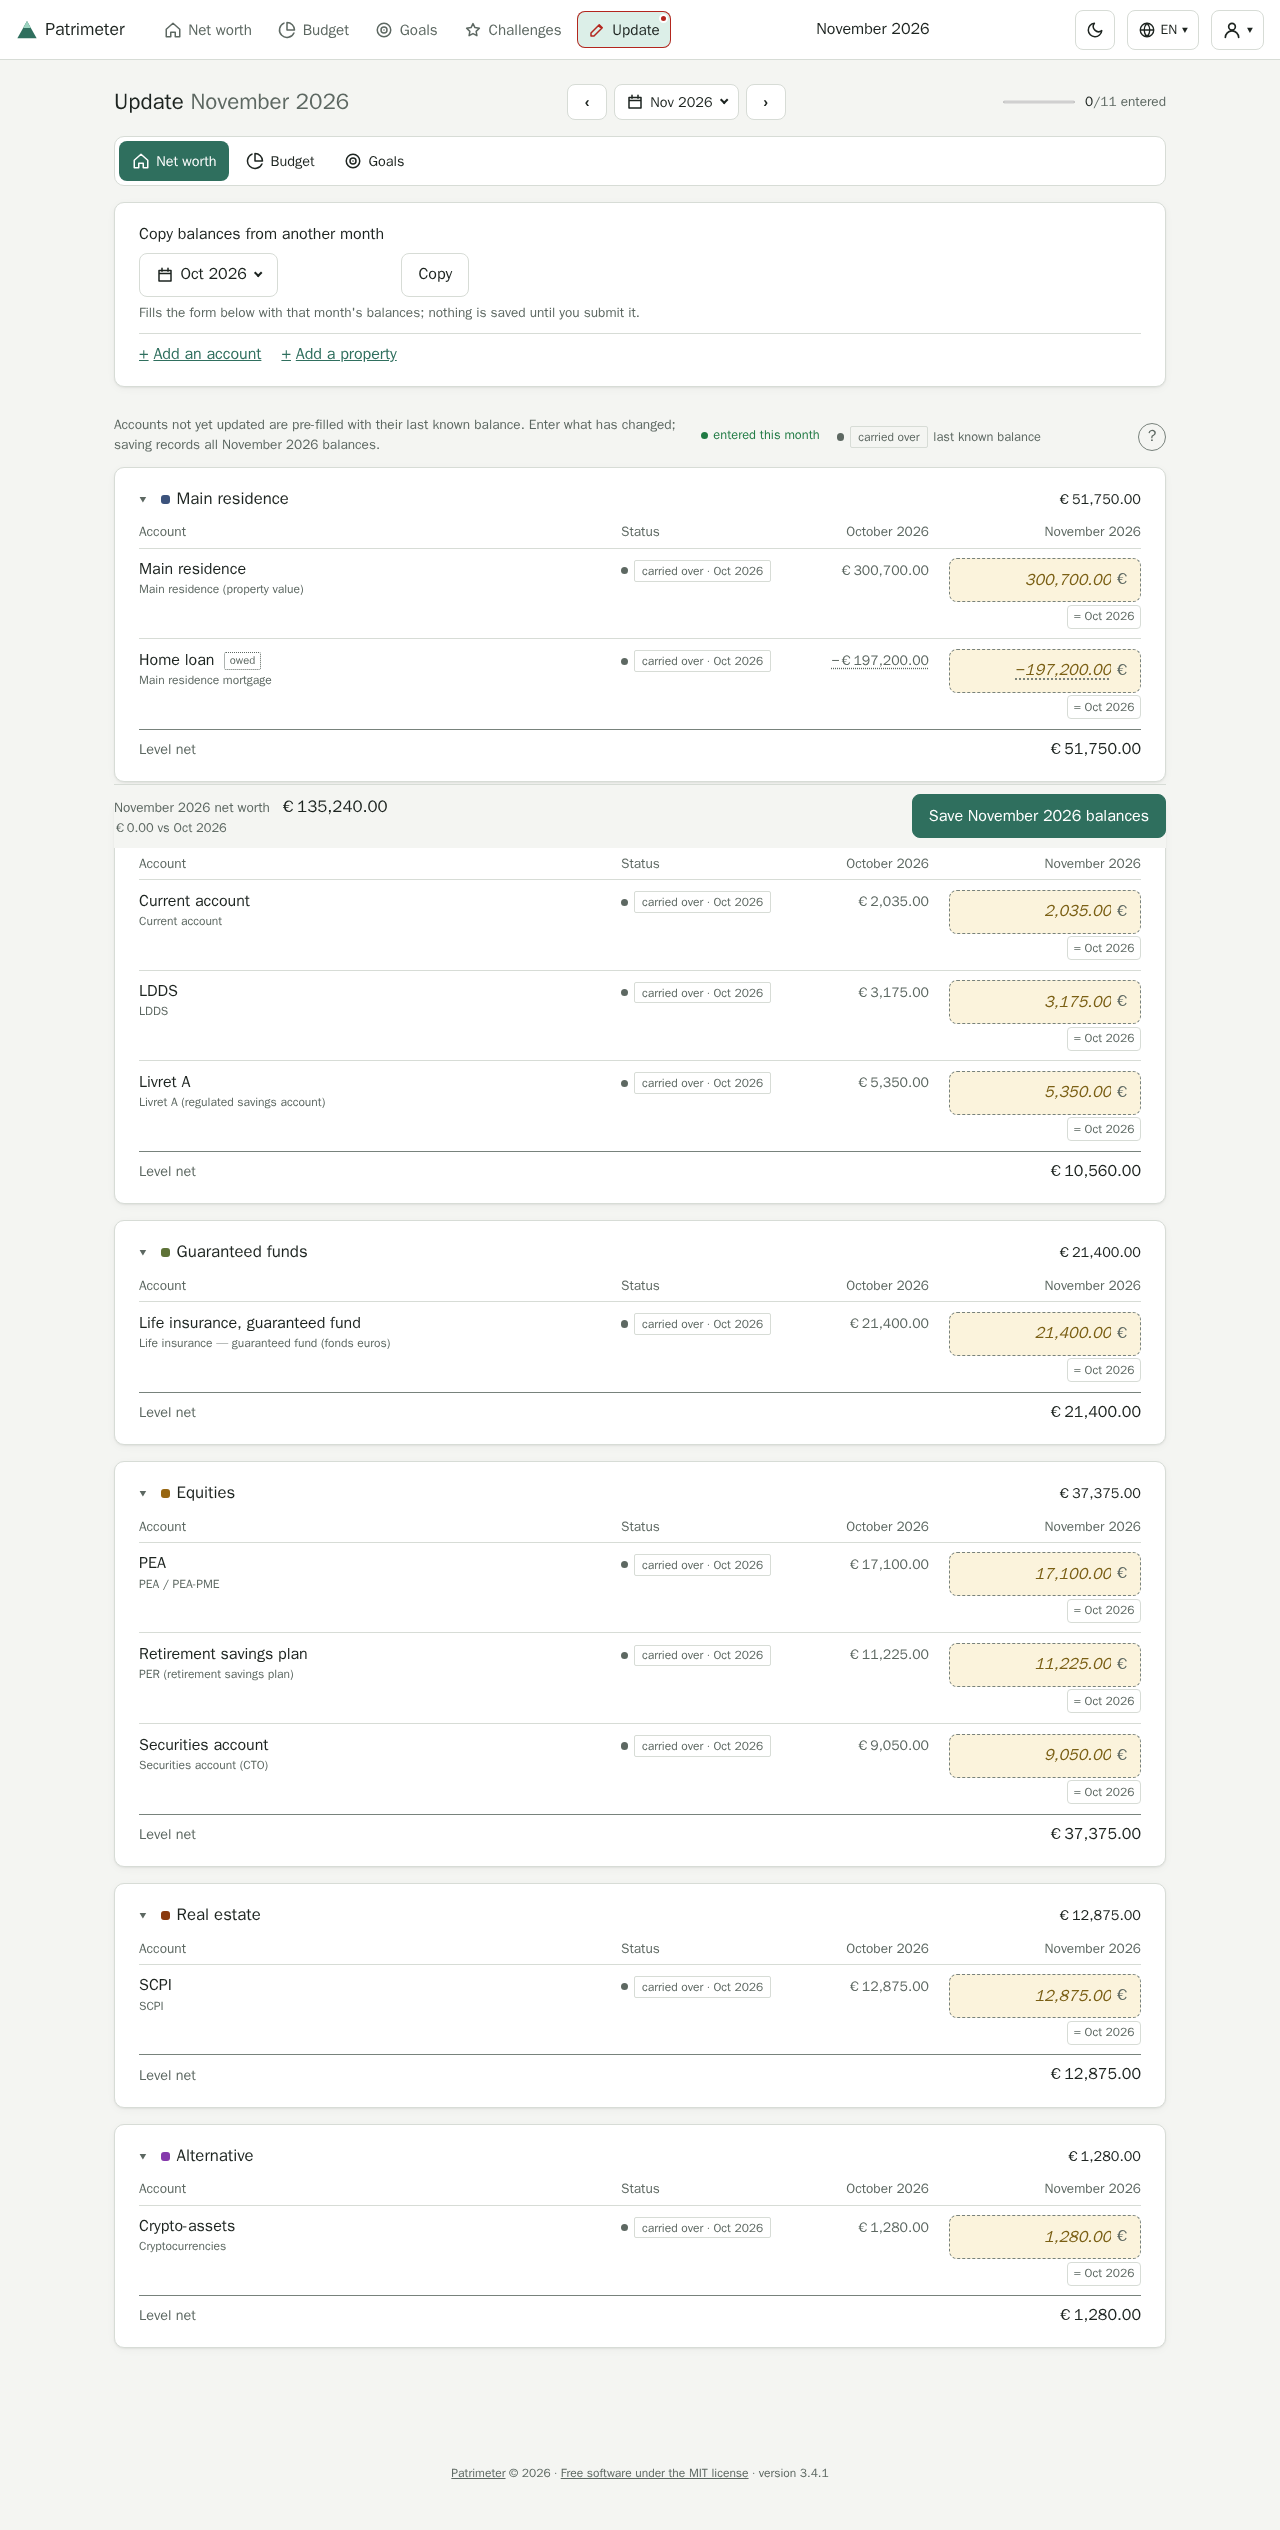 Patrimeter Net worth Budget Goals Challenges Update November 2026 EN ▾ ▾
Update November 2026 ‹ Nov 2026 › 0/11 entered
Net worth Budget Goals
Copy balances from another month
Oct 2026 Copy
Fills the form below with that month's balances; nothing is saved until you submit it.
+ Add an account + Add a property
Accounts not yet updated are pre-filled with their last known balance. Enter what has changed;
saving records all November 2026 balances.
entered this month carried over last known balance ?
▾ Main residence € 51,750.00
Account Status October 2026 November 2026
Main residence carried over · Oct 2026 € 300,700.00 300,700.00 €
Main residence (property value)
= Oct 2026
Home loan owed carried over · Oct 2026 −€ 197,200.00 −197,200.00 €
Main residence mortgage
= Oct 2026
Level net € 51,750.00
November 2026 net worth € 135,240.00
€ 0.00 vs Oct 2026
Save November 2026 balances
Account Status October 2026 November 2026
Current account carried over · Oct 2026 € 2,035.00 2,035.00 €
Current account
= Oct 2026
LDDS carried over · Oct 2026 € 3,175.00 3,175.00 €
LDDS
= Oct 2026
Livret A carried over · Oct 2026 € 5,350.00 5,350.00 €
Livret A (regulated savings account)
= Oct 2026
Level net € 10,560.00
▾ Guaranteed funds € 21,400.00
Account Status October 2026 November 2026
Life insurance, guaranteed fund carried over · Oct 2026 € 21,400.00 21,400.00 €
Life insurance — guaranteed fund (fonds euros)
= Oct 2026
Level net € 21,400.00
▾ Equities € 37,375.00
Account Status October 2026 November 2026
PEA carried over · Oct 2026 € 17,100.00 17,100.00 €
PEA / PEA-PME
= Oct 2026
Retirement savings plan carried over · Oct 2026 € 11,225.00 11,225.00 €
PER (retirement savings plan)
= Oct 2026
Securities account carried over · Oct 2026 € 9,050.00 9,050.00 €
Securities account (CTO)
= Oct 2026
Level net € 37,375.00
▾ Real estate € 12,875.00
Account Status October 2026 November 2026
SCPI carried over · Oct 2026 € 12,875.00 12,875.00 €
SCPI
= Oct 2026
Level net € 12,875.00
▾ Alternative € 1,280.00
Account Status October 2026 November 2026
Crypto-assets carried over · Oct 2026 € 1,280.00 1,280.00 €
Cryptocurrencies
= Oct 2026
Level net € 1,280.00
Patrimeter © 2026 · Free software under the MIT license · version 3.4.1